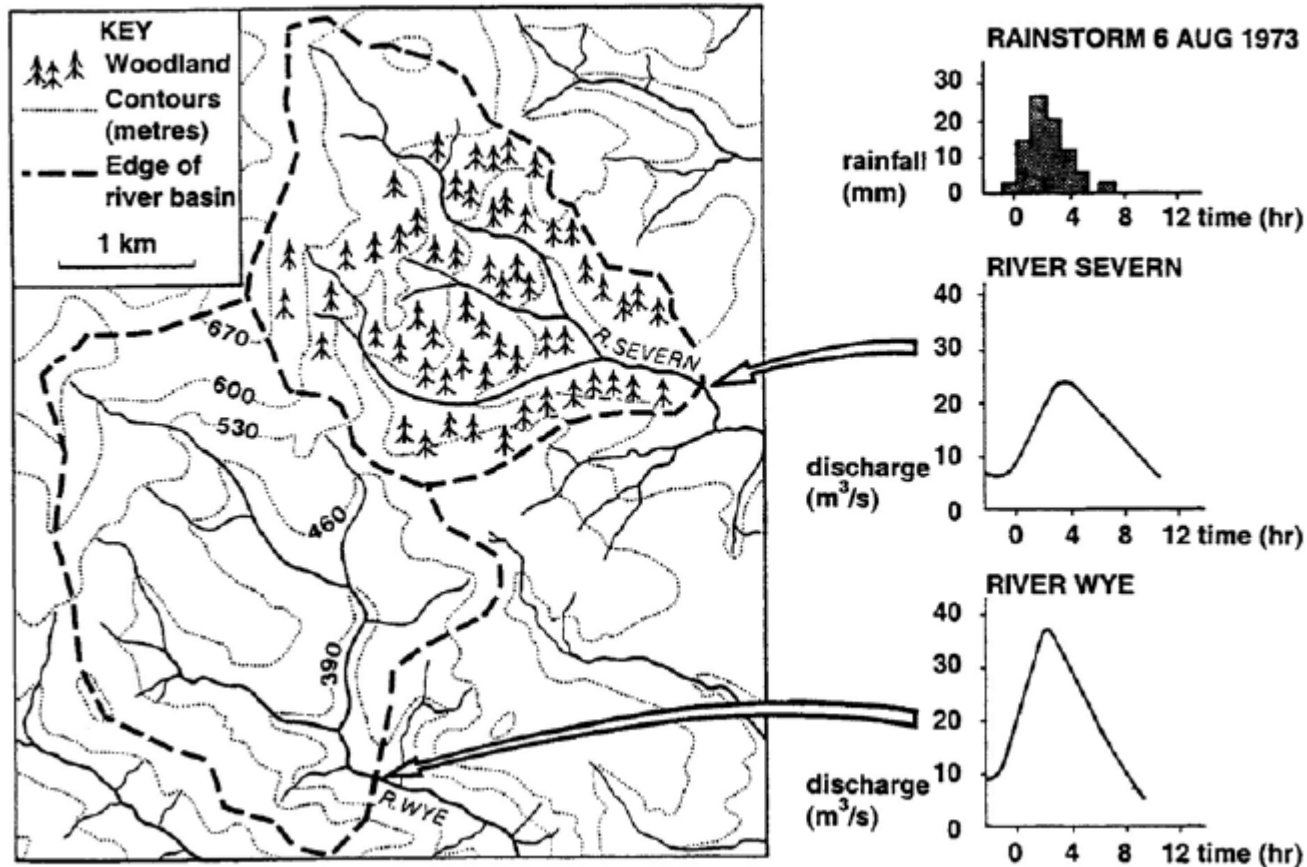 KEY
Woodland
Contours
(metres)
Edge of
river basin
1 km
670
600
530
460
390
R. SEVERN
R. WYE
RAINSTORM 6 AUG 1973
30
20
rainfall
10
(mm)
0
0 4 8 12 time (hr)
RIVER SEVERN
40
30
20
discharge
10
(m³/s)
0
0 4 8 12 time (hr)
RIVER WYE
40
30
20
discharge
10
(m³/s)
0
0 4 8 12 time (hr)